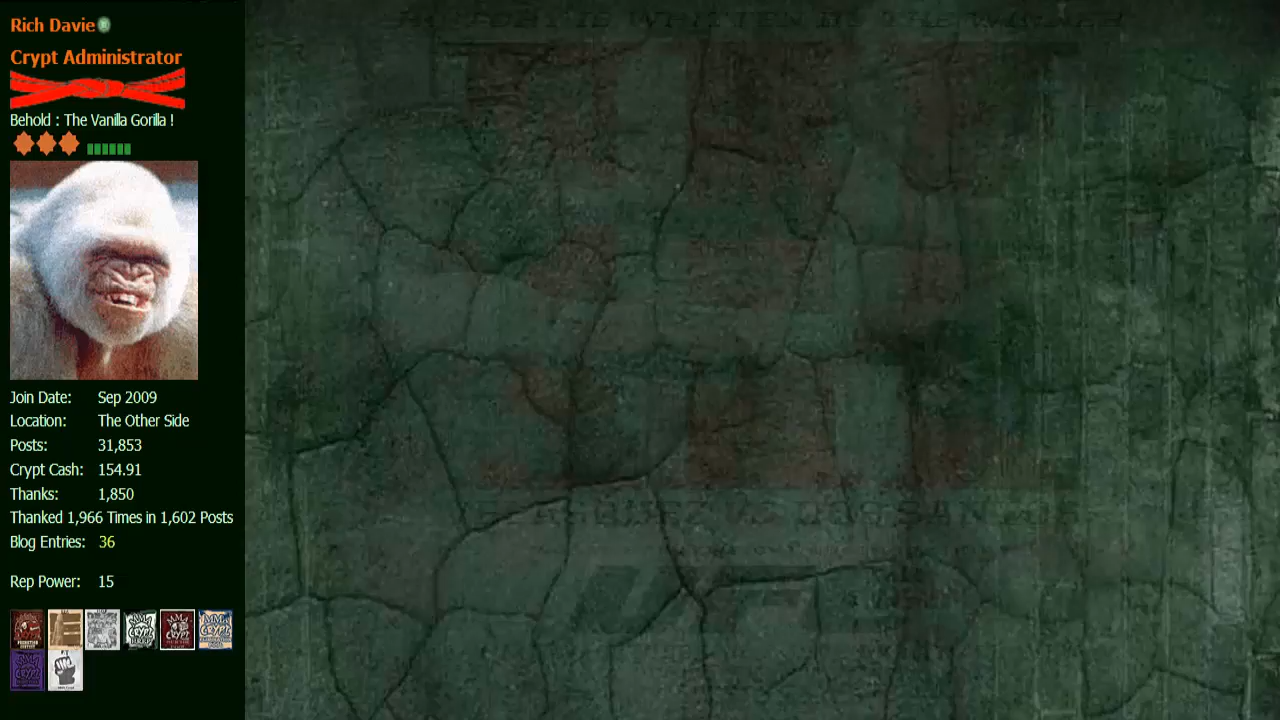 Rich Davie
Crypt Administrator
Behold : The Vanilla Gorilla !
Join Date: Sep 2009
Location: The Other Side
Posts: 31,853
Crypt Cash: 154.91
Thanks: 1,850
Thanked 1,966 Times in 1,602 Posts
Blog Entries: 36
Rep Power: 15